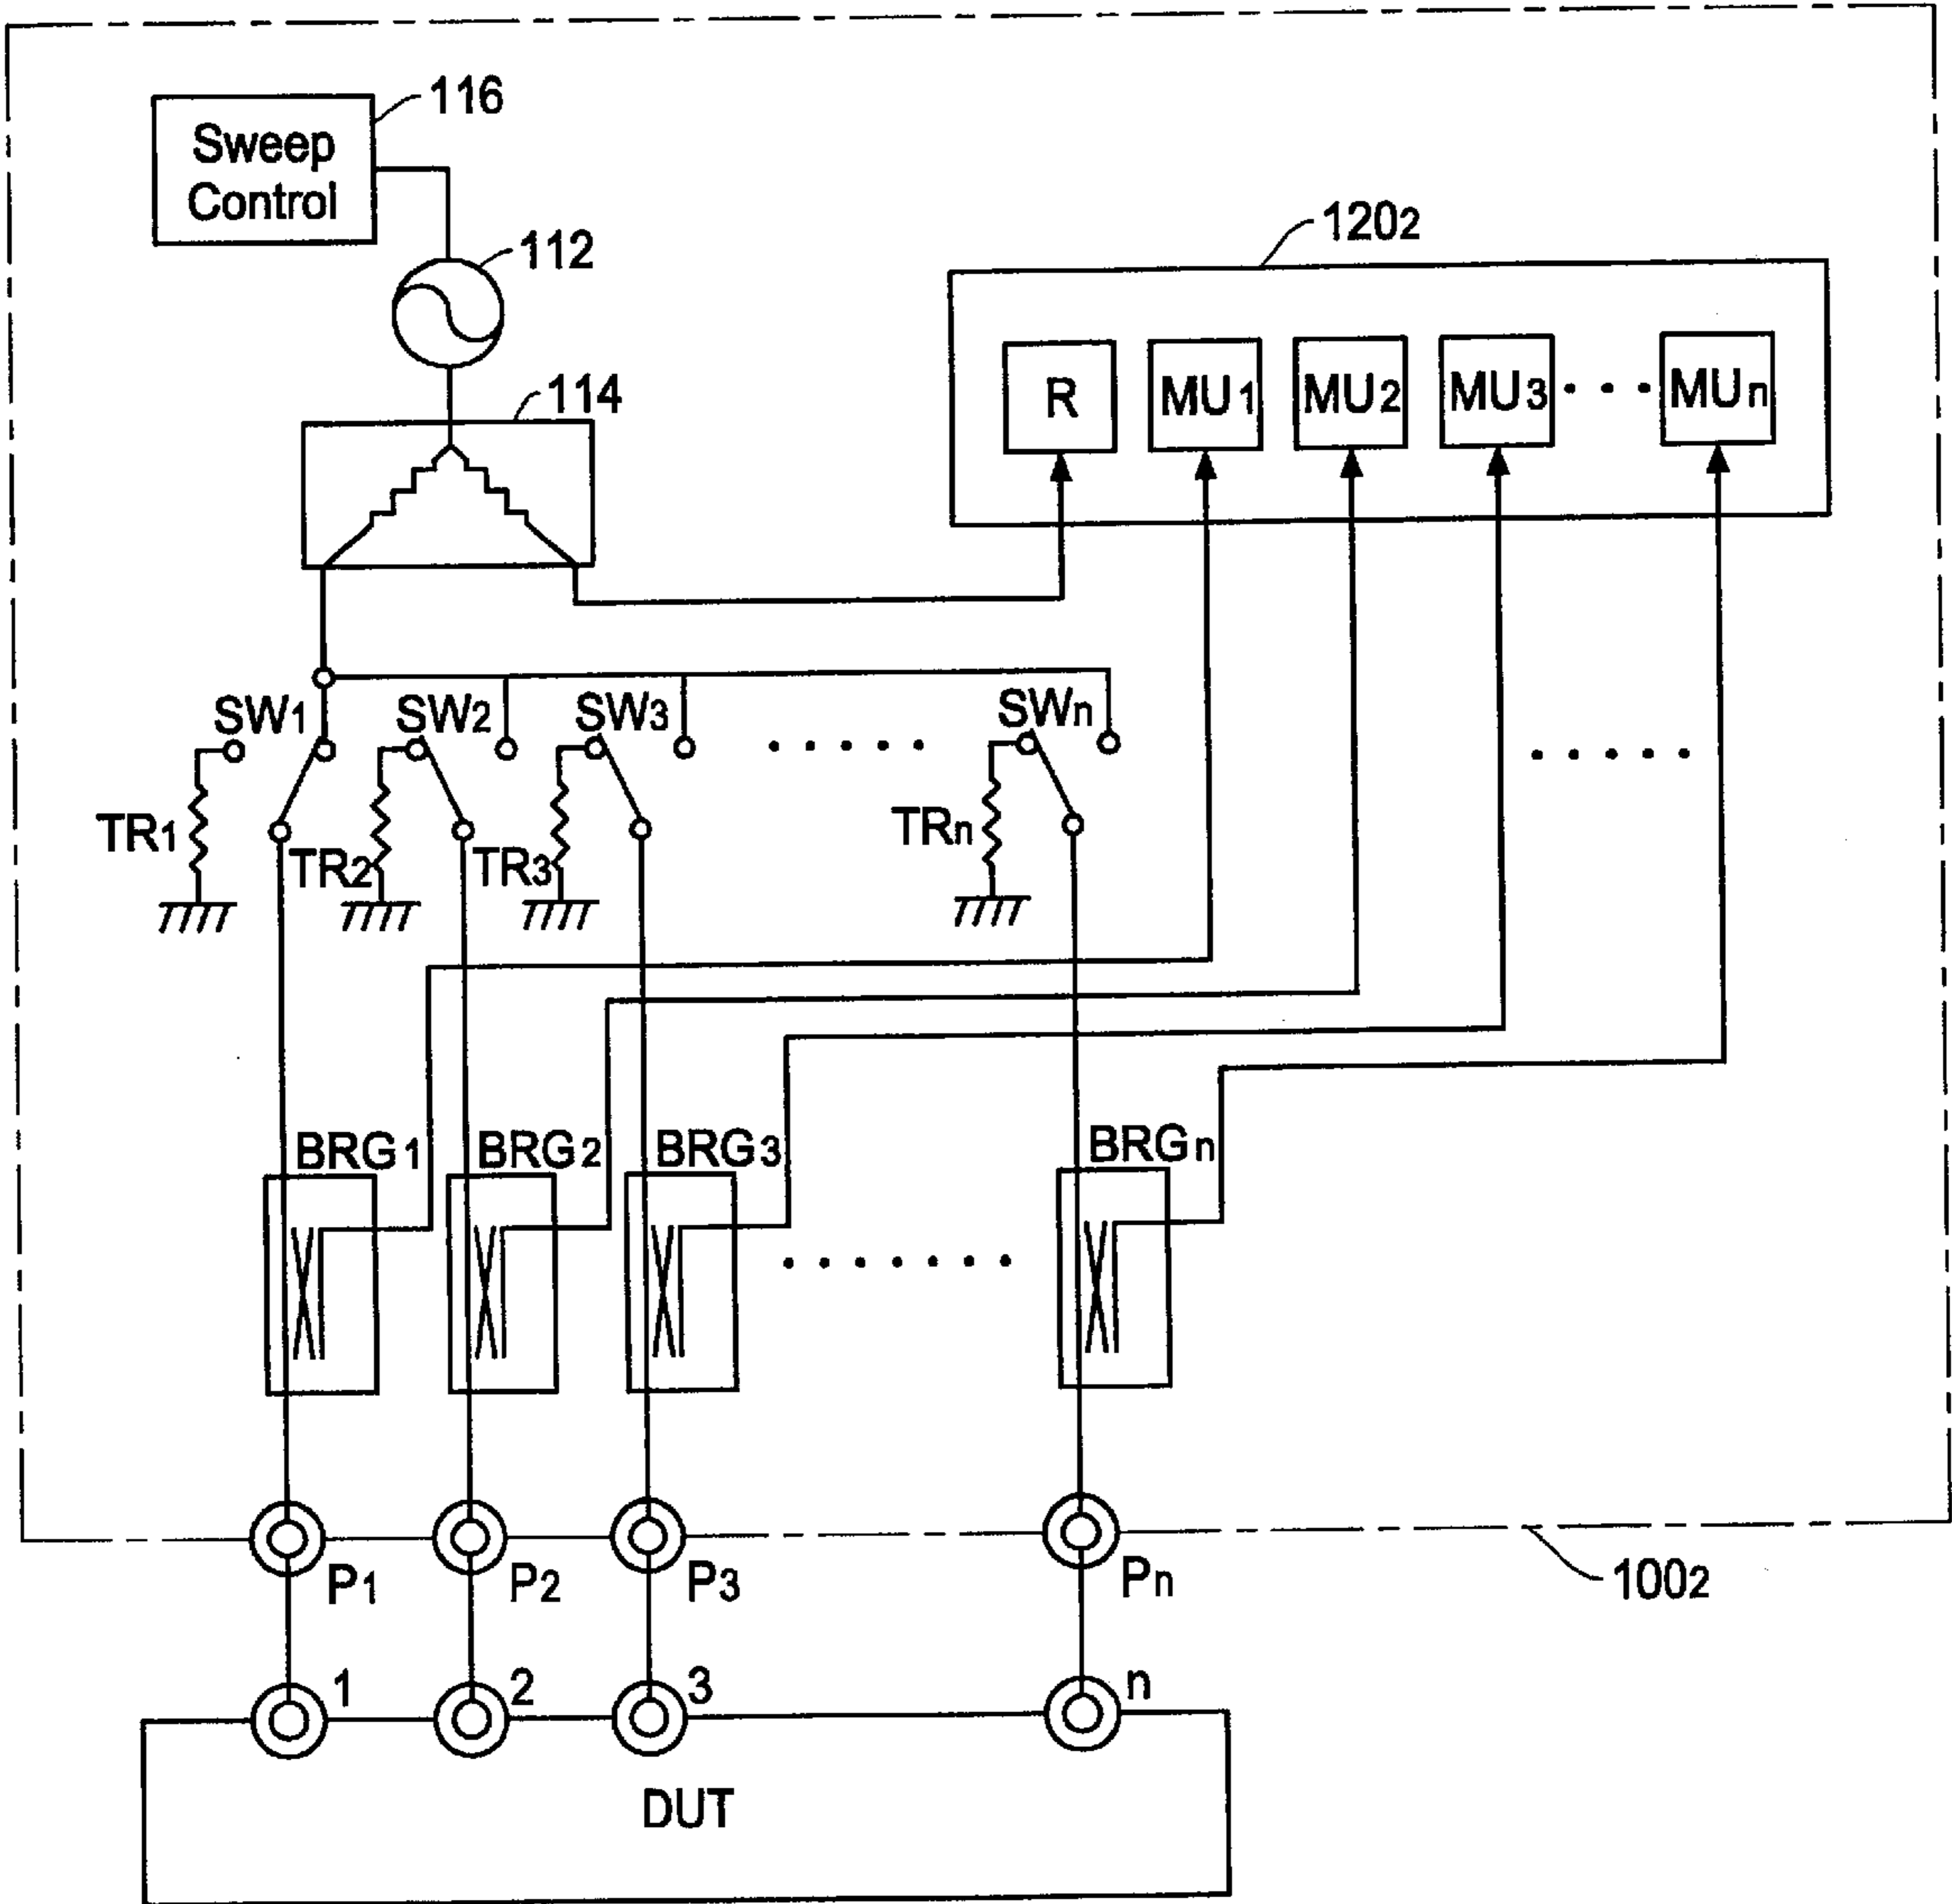 116
Sweep
Control
112
1202
114
R
MU1
MU2
MU3
MUn
SW1
SW2
SW3
SWn
TR1
TR2
TR3
TRn
BRG1
BRG2
BRG3
BRGn
P1
P2
P3
Pn
1002
1
2
3
n
DUT